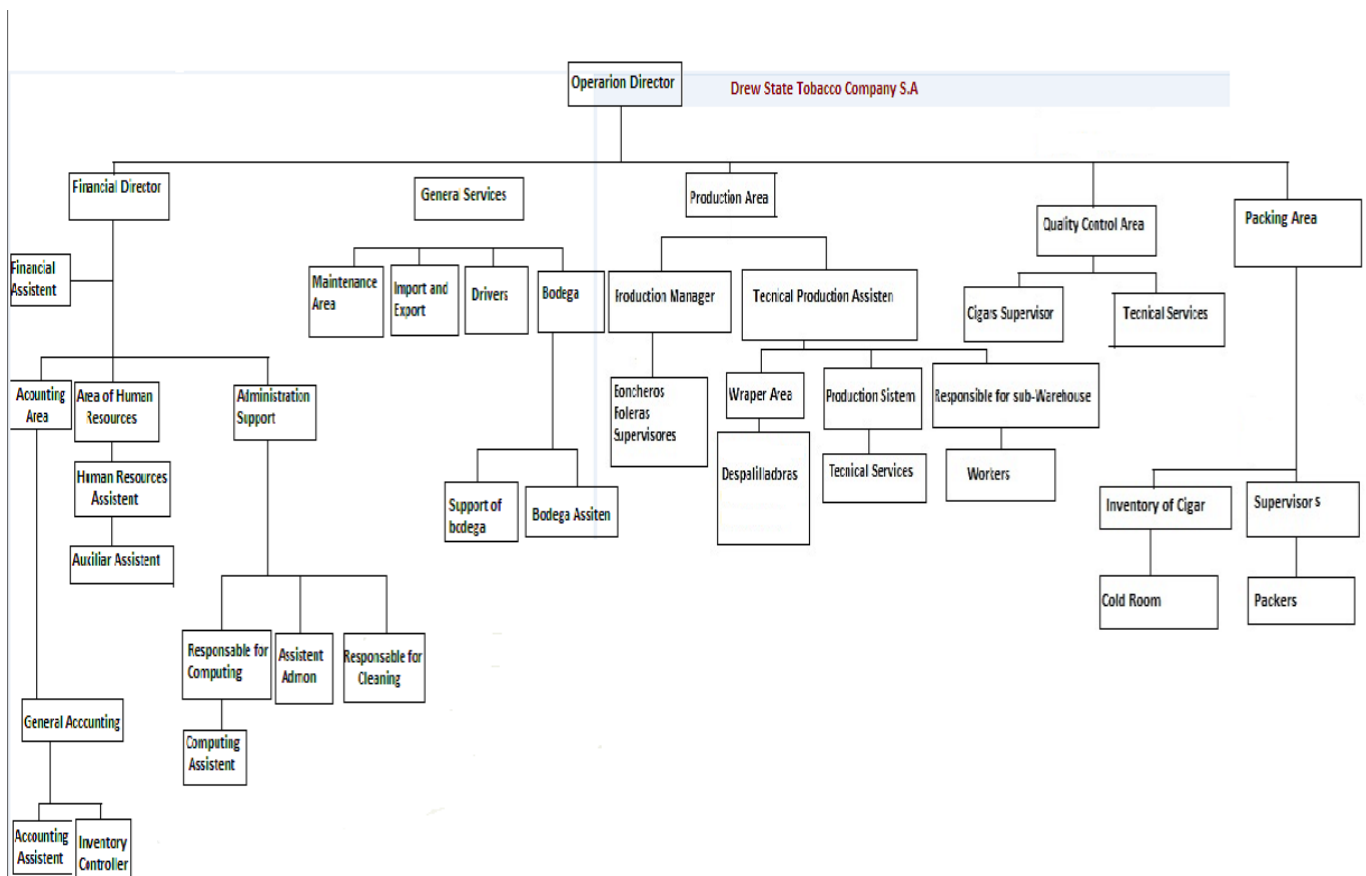 Operarion Director
Drew State Tobacco Company S.A
Financial Director
General Services
Production Area
Quality Control Area
Packing Area
Financial
Assistent
Maintenance
Area
Import and
Export
Drivers
Bodega
Production Manager
Tecnical Production Assisten
Cigars Supervisor
Tecnical Services
Acounting
Area
Area of Human
Resources
Administration
Support
Boncheros
Roleras
Supervisores
Wraper Area
Production Sistem
Responsible for sub-Warehouse
Human Resources
Assistent
Despalilladoras
Tecnical Services
Workers
Support of
bodega
Bodega Assiten
Inventory of Cigar
Supervisor s
Auxiliar Assistent
Cold Room
Packers
Responsable for
Computing
Assistent
Admon
Responsable for
Cleaning
General Accounting
Computing
Assistent
Accounting
Assistent
Inventory
Controller